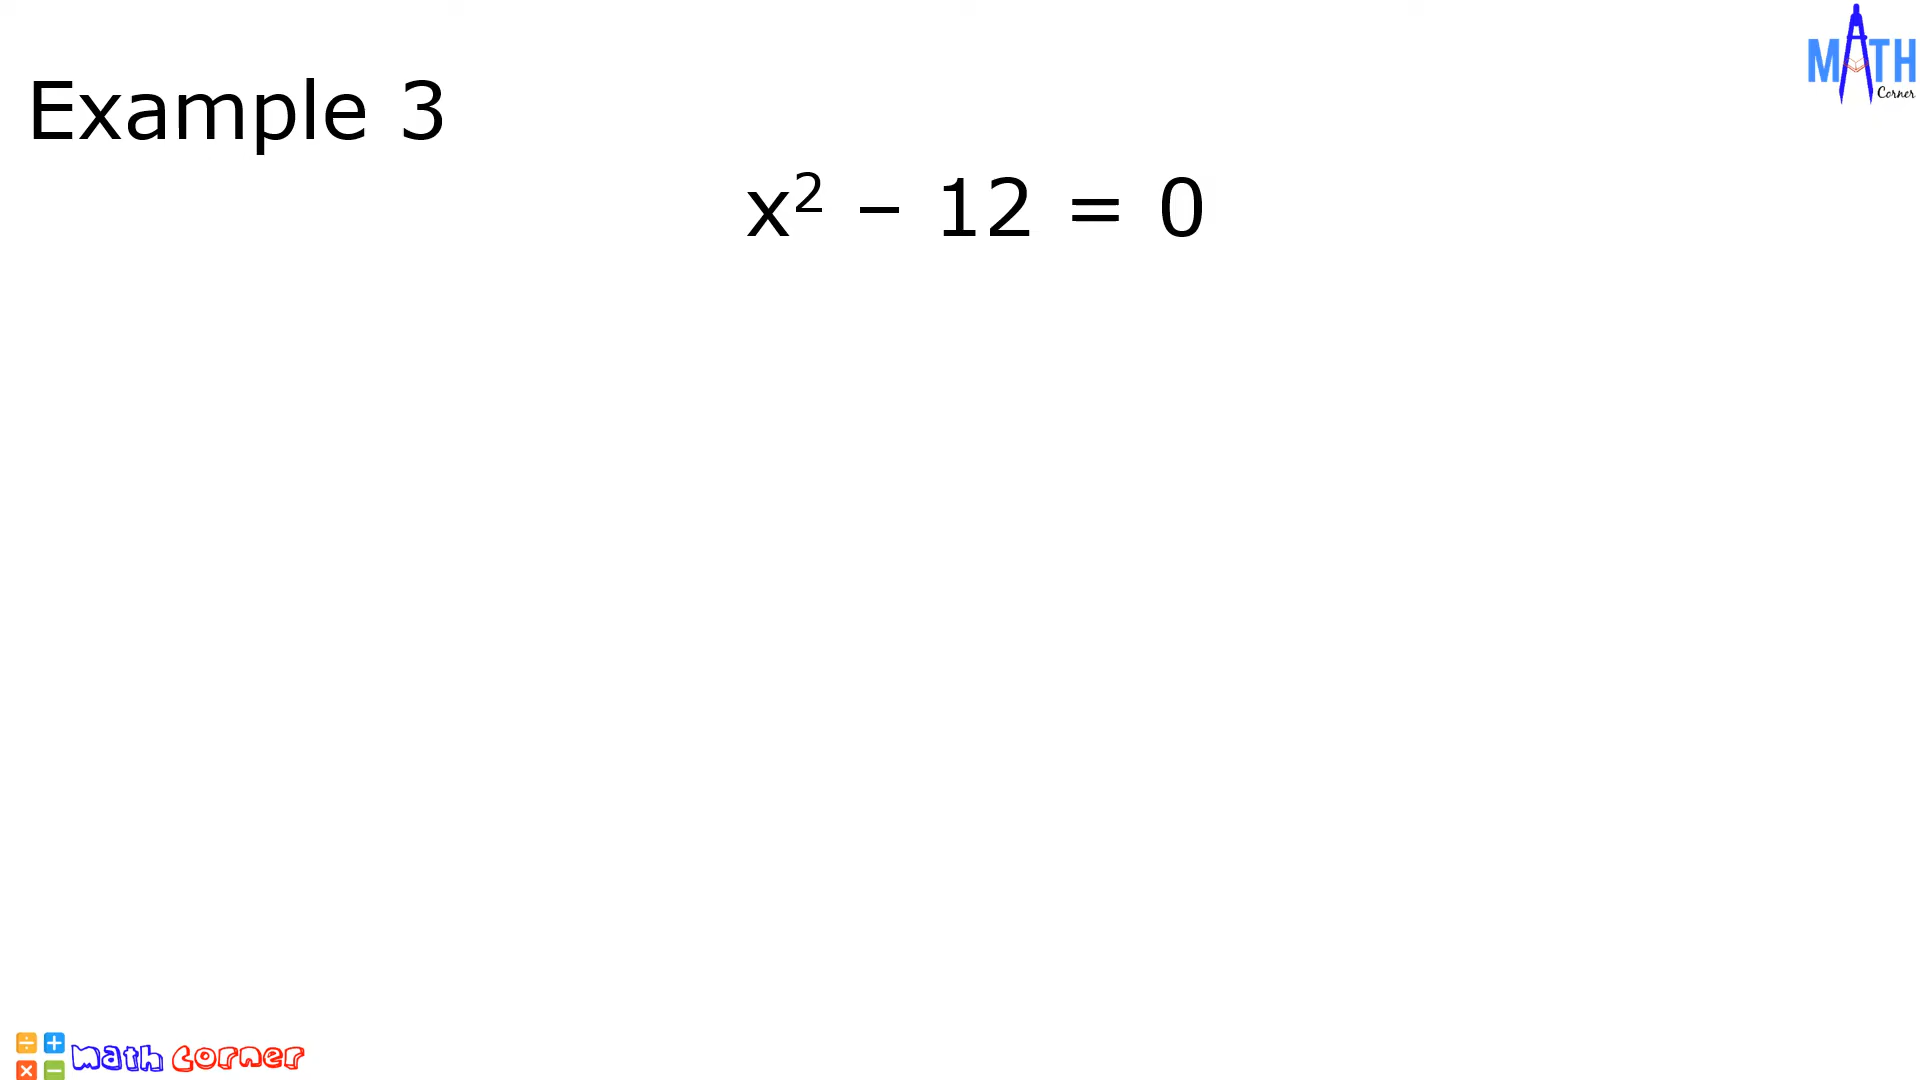 MATH
Corner
Example 3
x² – 12 = 0
math corner